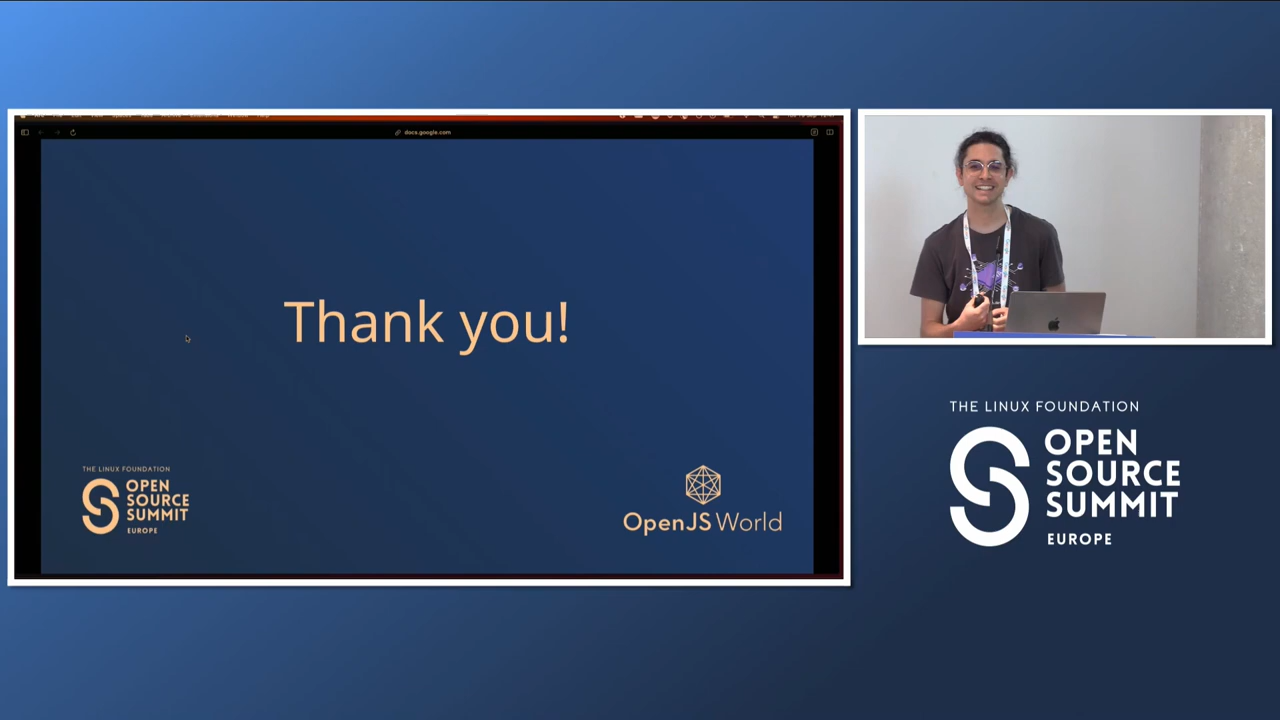 docs.google.com
Thank you!
THE LINUX FOUNDATION
OPEN
SOURCE
SUMMIT
EUROPE
OpenJS World
THE LINUX FOUNDATION
OPEN
SOURCE
SUMMIT
EUROPE